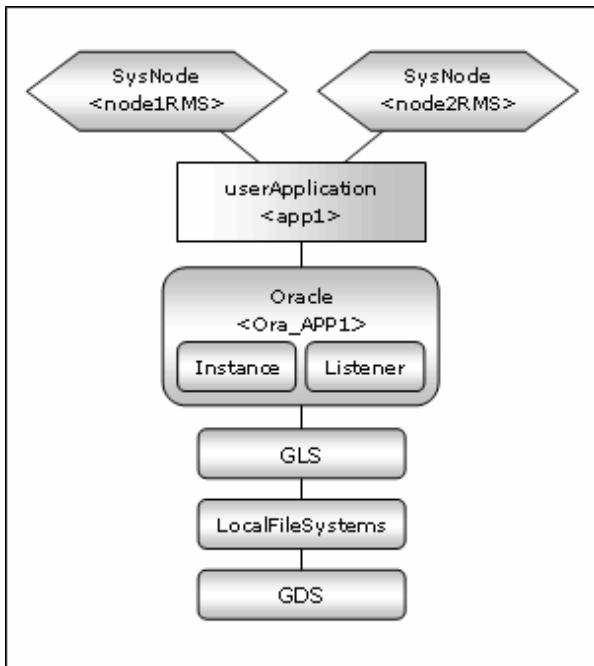 SysNode
<node1RMS>
SysNode
<node2RMS>
userApplication
<app1>
Oracle
<Ora_APP1>
Instance
Listener
GLS
LocalFileSystems
GDS